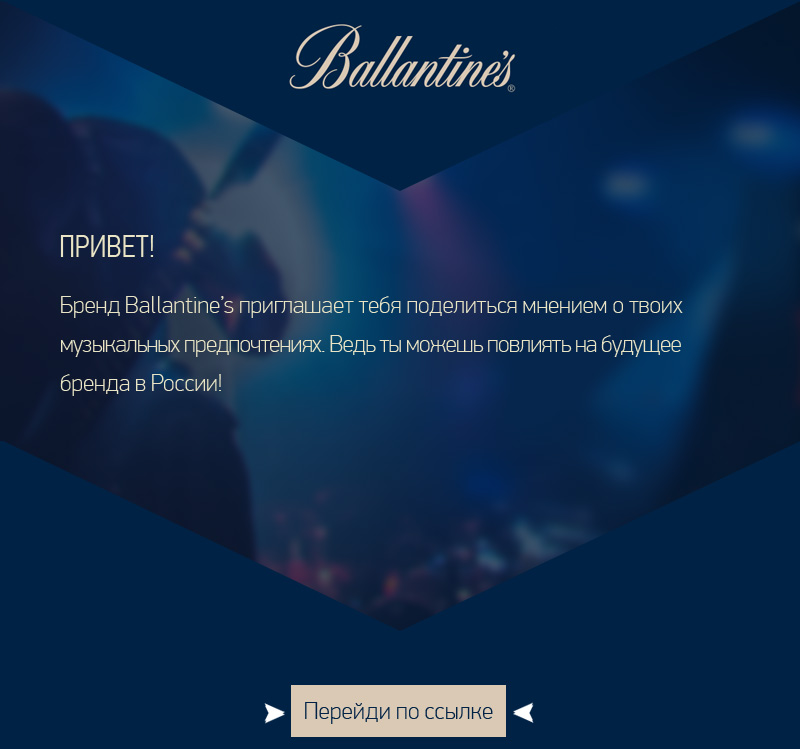 Ballantine's®
ПРИВЕТ!
Бренд Ballantine’s приглашает тебя поделиться мнением о твоих
музыкальных предпочтениях. Ведь ты можешь повлиять на будущее
бренда в России!
Перейди по ссылке